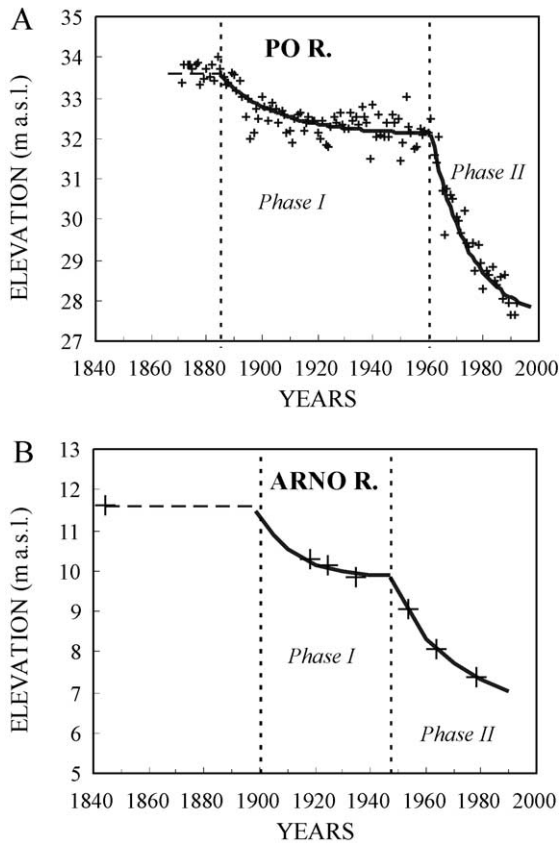 A
PO R.
ELEVATION (m a.s.l.)
35
34
33
32
31
30
29
28
27
Phase I
Phase II
1840 1860 1880 1900 1920 1940 1960 1980 2000
YEARS
B
ARNO R.
ELEVATION (m a.s.l.)
13
12
11
10
9
8
7
6
5
Phase I
Phase II
1840 1860 1880 1900 1920 1940 1960 1980 2000
YEARS